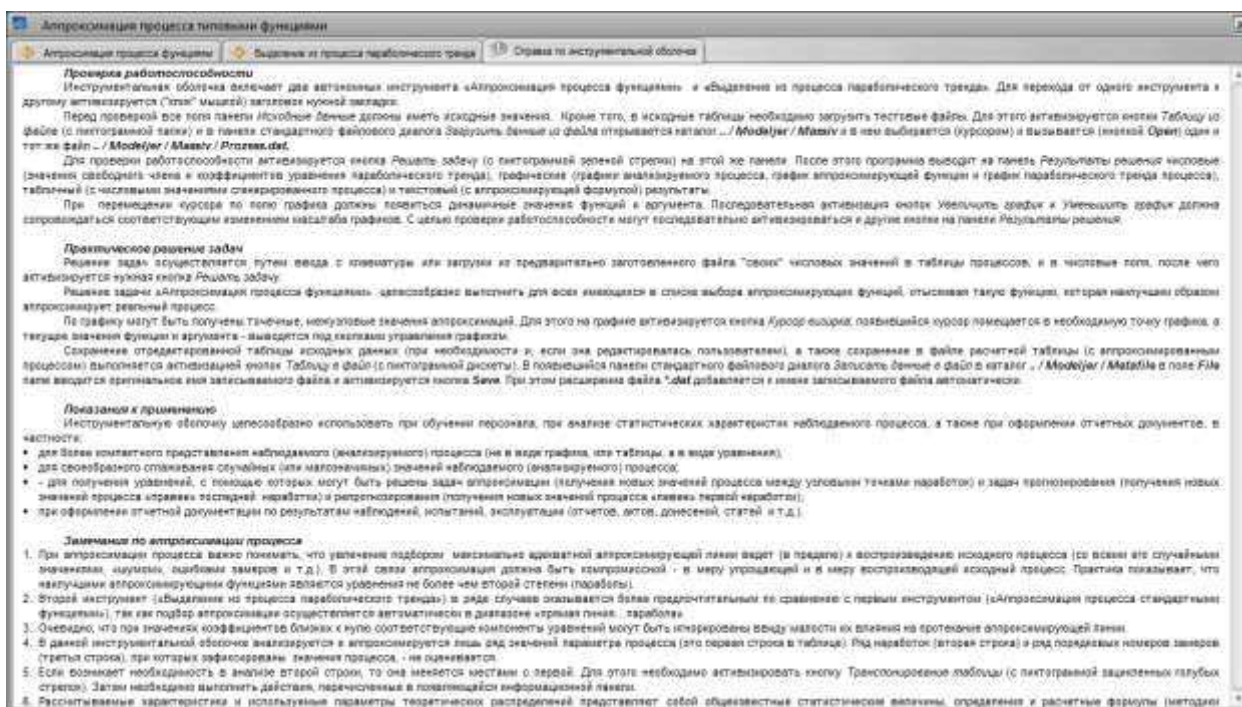 Аппроксимация процесса типовыми функциями
Аппроксимация процесса функциями Выделение из процесса параболического тренда Справка по инструментальной оболочке
Проверка работоспособности
Инструментальная оболочка включает два автономных инструмента «Аппроксимация процесса функциями» и «Выделение из процесса параболического тренда». Для перехода от одного инструмента к
другому активизируется ("клик" мышкой) заголовок нужной закладки.
Перед проверкой все поля панели Исходные данные должны иметь исходные значения. Кроме того, в исходные таблицы необходимо загрузить тестовые файлы. Для этого активизируются кнопки Таблицу из
файла (с пиктограммой папки) и в панели стандартного файлового диалога Загрузить данные из файла открывается каталог .. / Modeljer / Massiv и в нем выбирается (курсором) и вызывается (кнопкой Open) один и
тот же файл .. / Modeljer / Massiv / Prozess.dat.
Для проверки работоспособности активизируется кнопка Решать задачу (с пиктограммой зеленой стрелки) на этой же панели. После этого программа выводит на панель Результаты решения числовые
(значения свободного члена и коэффициентов уравнения параболического тренда), графические (графики анализируемого процесса, график аппроксимирующей функции и график параболического тренда процесса),
табличный (с числовыми значениями сгенерированного процесса) и текстовый (с аппроксимирующей формулой) результаты.
При перемещении курсора по полю графика должны появиться динамичные значения функций и аргумента. Последовательная активизация кнопок Увеличить график и Уменьшить график должна
сопровождаться соответствующим изменением масштаба графиков. С целью проверки работоспособности могут последовательно активизироваться и другие кнопки на панели Результаты решения.
Практическое решение задач
Решение задач осуществляется путем ввода с клавиатуры или загрузки из предварительно заготовленного файла "своих" числовых значений в таблицы процессов, и в числовые поля, после чего
активизируется нужная кнопка Решать задачу.
Решение задачи «Аппроксимация процесса функциями» целесообразно выполнить для всех имеющихся в списке выбора аппроксимирующих функций, отыскивая такую функцию, которая наилучшим образом
аппроксимирует реальный процесс.
По графику могут быть получены точечные, межузловые значения аппроксимаций. Для этого на графике активизируется кнопка Курсор визирка, появившийся курсор помещается в необходимую точку графика, а
текущие значения функции и аргумента - выводятся под кнопками управления графиком.
Сохранение отредактированной таблицы исходных данных (при необходимости и, если она редактировалась пользователем), а также сохранение в файле расчетной таблицы (с аппроксимированным
процессом) выполняется активизацией кнопок Таблицу в файл (с пиктограммой дискеты). В появившейся панели стандартного файлового диалога Записать данные в файл в каталог .. / Modeljer / Metafile в поле File
name вводится оригинальное имя записываемого файла и активизируется кнопка Save. При этом расширение файла *.dat добавляется к имени записываемого файла автоматически.
Показания к применению
Инструментальную оболочку целесообразно использовать при обучении персонала, при анализе статистических характеристик наблюдаемого процесса, а также при оформлении отчетных документов, в
частности:
• для более компактного представления наблюдаемого (анализируемого) процесса (не в виде графика, или таблицы, а в виде уравнения);
• для своеобразного сглаживания случайных (или малозначимых) значений наблюдаемого (анализируемого) процесса;
• - для получения уравнений, с помощью которых могут быть решены задач аппроксимации (получения новых значений процесса между узловыми точками наработок) и задач прогнозирования (получения новых
значений процесса «правее» последней наработки) и репрогнозирования (получения новых значений процесса «левее» первой наработки);
• при оформлении отчетной документации по результатам наблюдений, испытаний, эксплуатации (отчетов, актов, донесений, статей и т.д.).
Замечания по аппроксимации процесса
1. При аппроксимации процесса важно понимать, что увлечение подбором максимально адекватной аппроксимирующей линии ведет (в пределе) к воспроизведению исходного процесса (со всеми его случайными
значениями, «шумом», ошибками замеров и т.д.). В этой связи аппроксимация должна быть компромиссной - в меру упрощающей и в меру воспроизводящей исходный процесс. Практика показывает, что
наилучшими аппроксимирующими функциями являются уравнения не более чем второй степени (параболы).
2. Второй инструмент («Выделение из процесса параболического тренда») в ряде случаев оказывается более предпочтительным по сравнению с первым инструментом («Аппроксимация процесса стандартными
функциями»), так как подбор аппроксимации осуществляется автоматически в диапазоне «прямая линия... парабола»
3. Очевидно, что при значениях коэффициентов близких к нулю соответствующие компоненты уравнений могут быть игнорированы ввиду малости их влияния на протекание аппроксимирующей линии.
4. В данной инструментальной оболочке анализируется и аппроксимируется лишь ряд значений параметра процесса (это первая строка в таблице). Ряд наработок (вторая строка) и ряд порядковых номеров замеров
(третья строка), при которых зафиксированы значения процесса, - не оценивается.
5. Если возникает необходимость в анализе второй строки, то она меняется местами с первой. Для этого необходимо активизировать кнопку Транспонирование таблицы (с пиктограммой зацикленных голубых
стрелок). Затем необходимо выполнить действия, перечисленные в появляющейся информационной панели.
6. Рассчитываемые характеристики и используемые параметры теоретических распределений представляют собой общеизвестные статистические величины, определения и расчетные формулы (методики